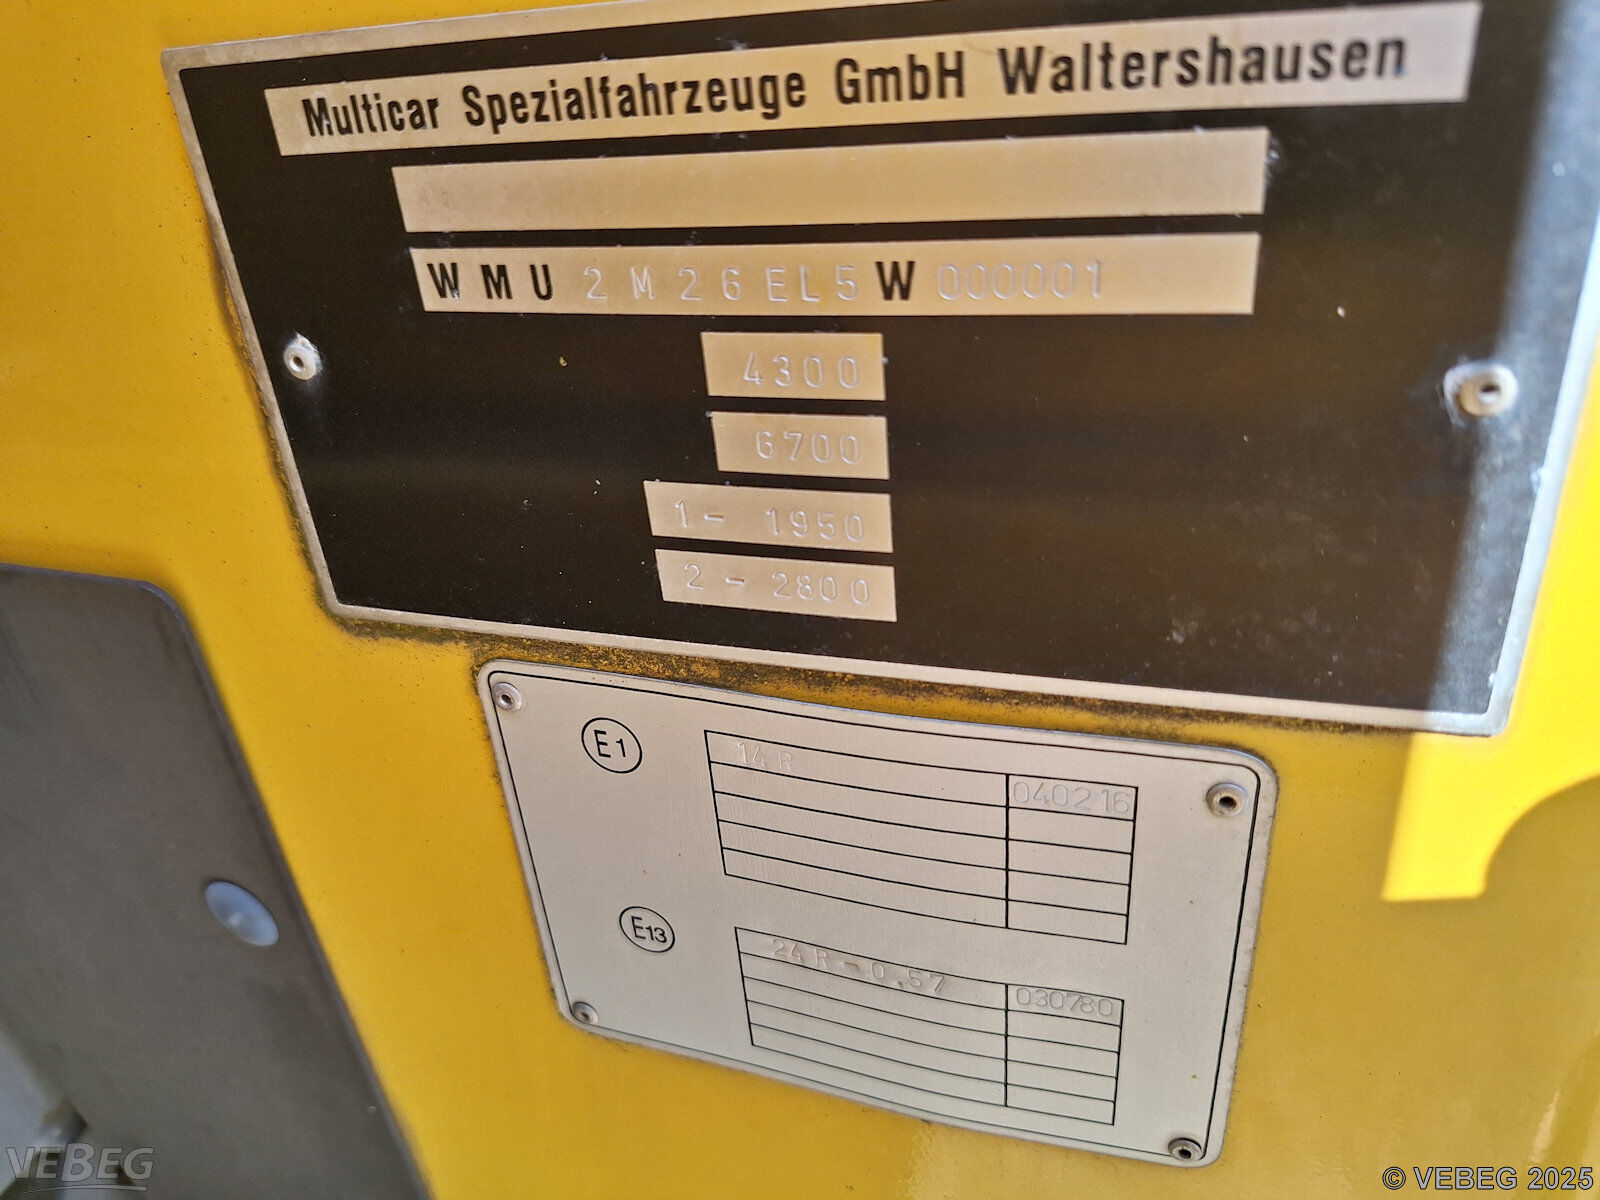 Multicar Spezialfahrzeuge GmbH Waltershausen
WMU2M26EL5W000001
4300
6700
1- 1950
2 - 2800
E1
14 R
040216
E13
24 R - 0,57
030780
VEBEG
© VEBEG 2025